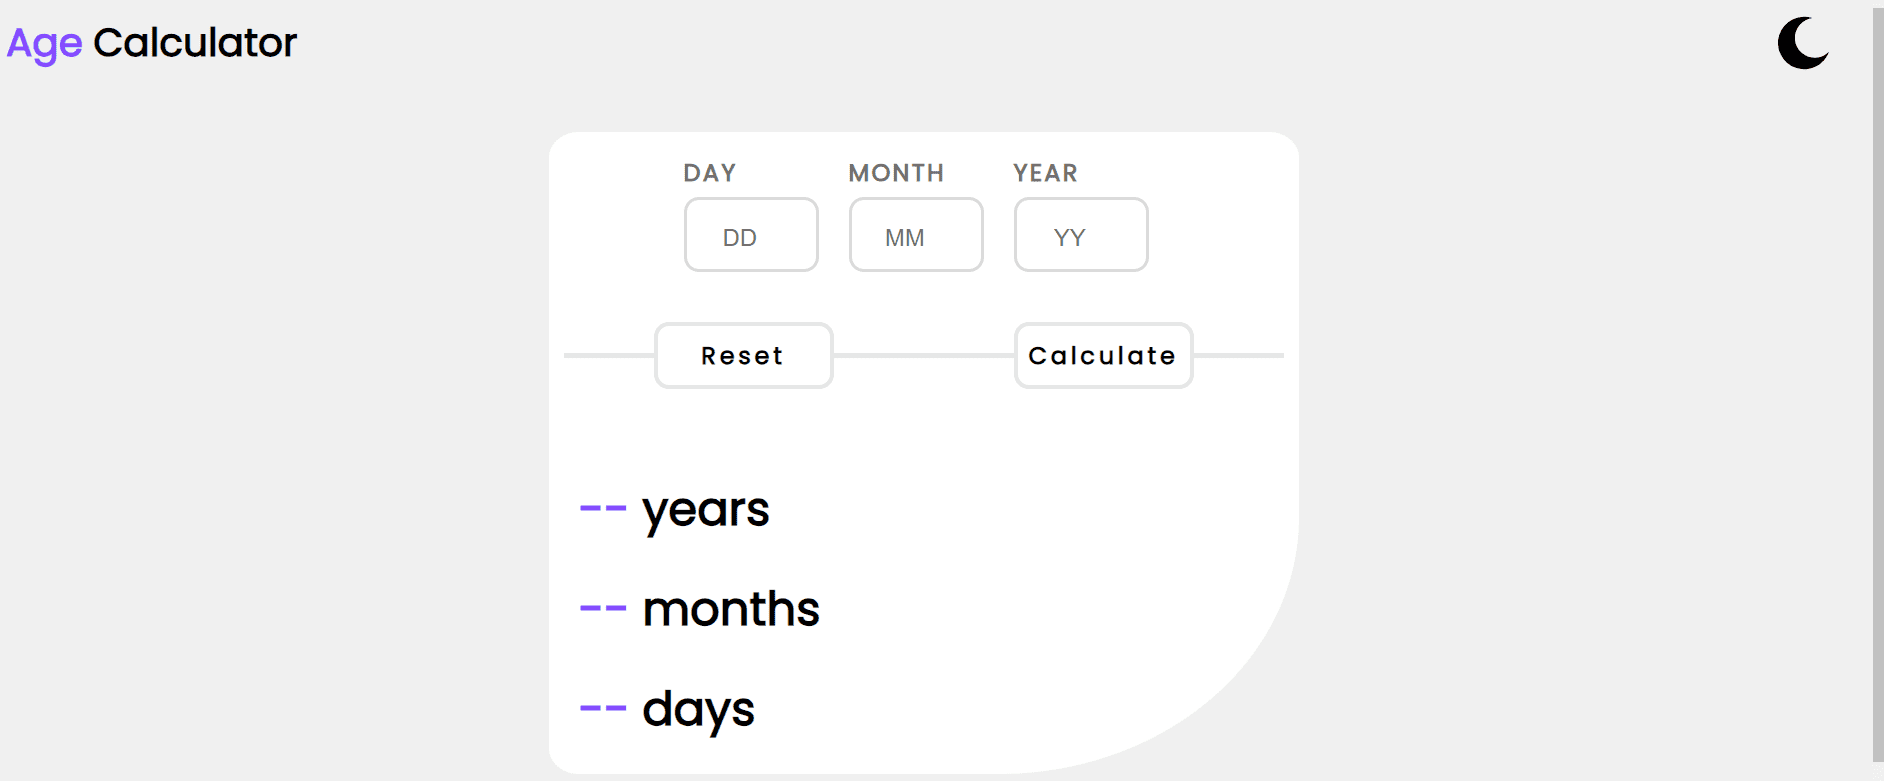 Age Calculator
DAY MONTH YEAR
DD MM YY
Reset Calculate
-- years
-- months
-- days